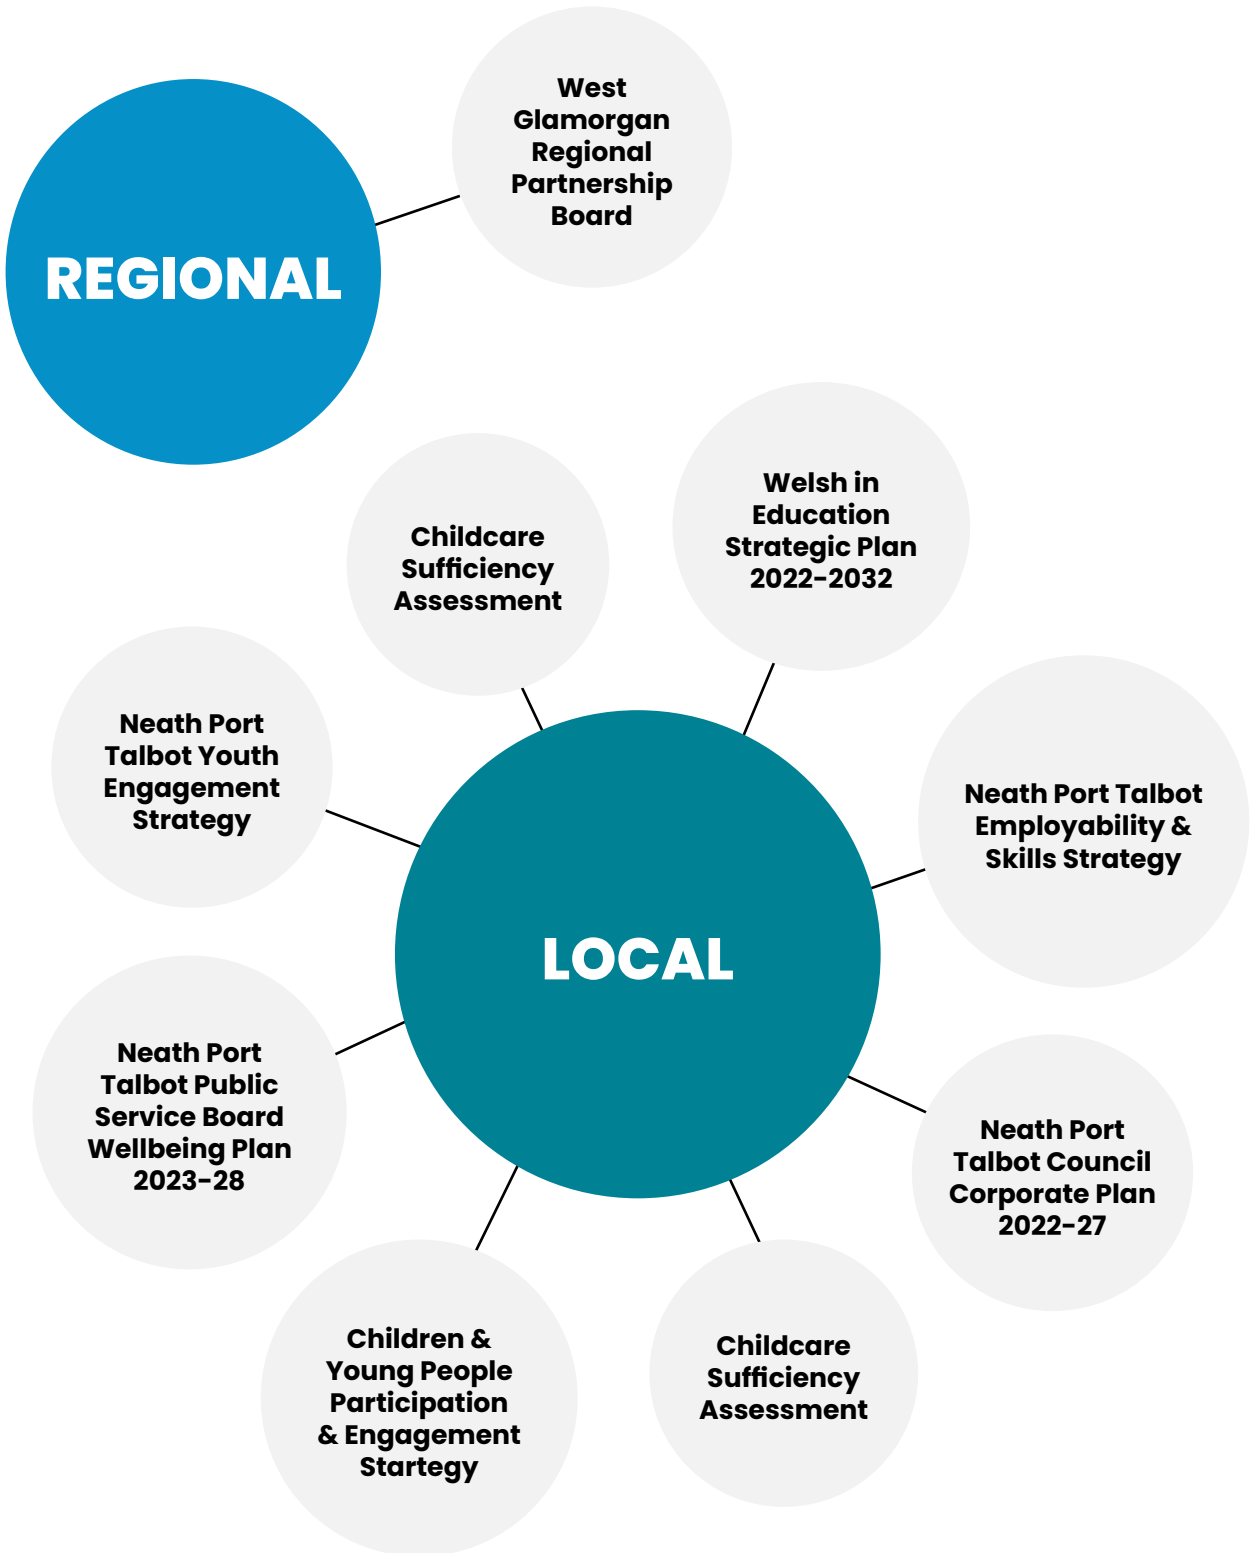 West
Glamorgan
Regional
Partnership
Board
REGIONAL
Childcare
Sufficiency
Assessment
Welsh in
Education
Strategic Plan
2022-2032
Neath Port
Talbot Youth
Engagement
Strategy
Neath Port Talbot
Employability &
Skills Strategy
LOCAL
Neath Port
Talbot Public
Service Board
Wellbeing Plan
2023-28
Neath Port
Talbot Council
Corporate Plan
2022-27
Children &
Young People
Participation
& Engagement
Startegy
Childcare
Sufficiency
Assessment